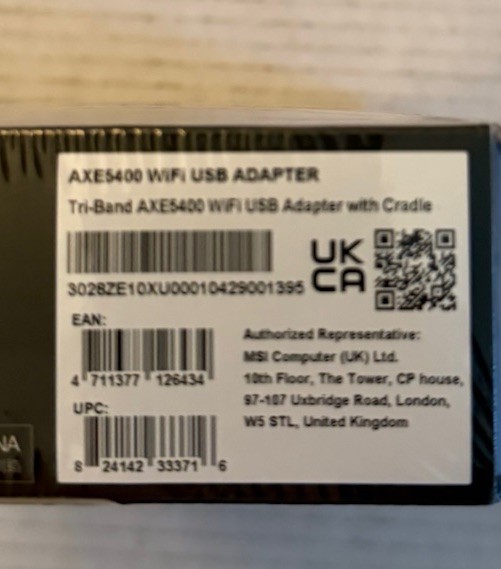 AXE5400 WiFi USB ADAPTER
Tri-Band AXE5400 WiFi USB Adapter with Cradle
3028ZE10XU00010429001395
UK
CA
EAN:
4 711377 126434
UPC:
8 24142 33371 6
Authorized Representative:
MSI Computer (UK) Ltd.
10th Floor, The Tower, CP house,
97-107 Uxbridge Road, London,
W5 5TL, United Kingdom
NA